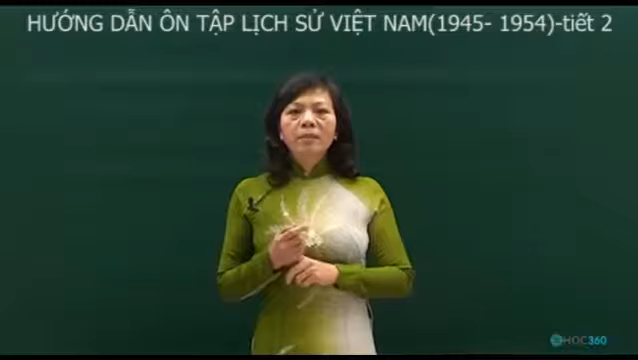 HƯỚNG DẪN ÔN TẬP LỊCH SỬ VIỆT NAM(1945- 1954)-tiết 2
HOC360